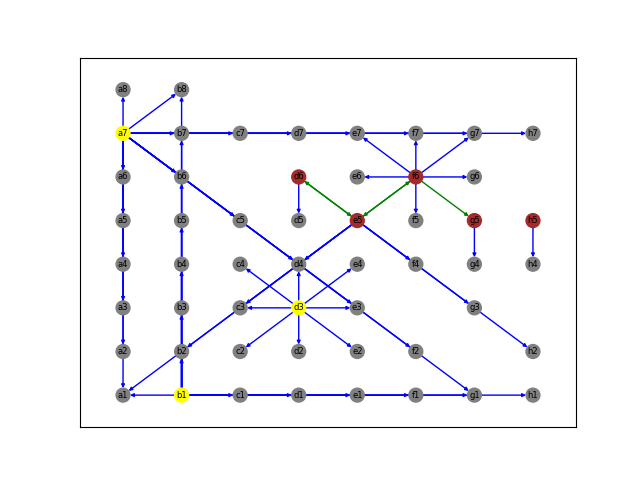 a8 b8
a7 b7 c7 d7 e7 f7 g7 h7
a6 b6 d6 e6 f6 g6
a5 b5 c5 d5 e5 f5 g5 h5
a4 b4 c4 d4 e4 f4 g4 h4
a3 b3 c3 d3 e3 g3
a2 b2 c2 d2 e2 f2 h2
a1 b1 c1 d1 e1 f1 g1 h1